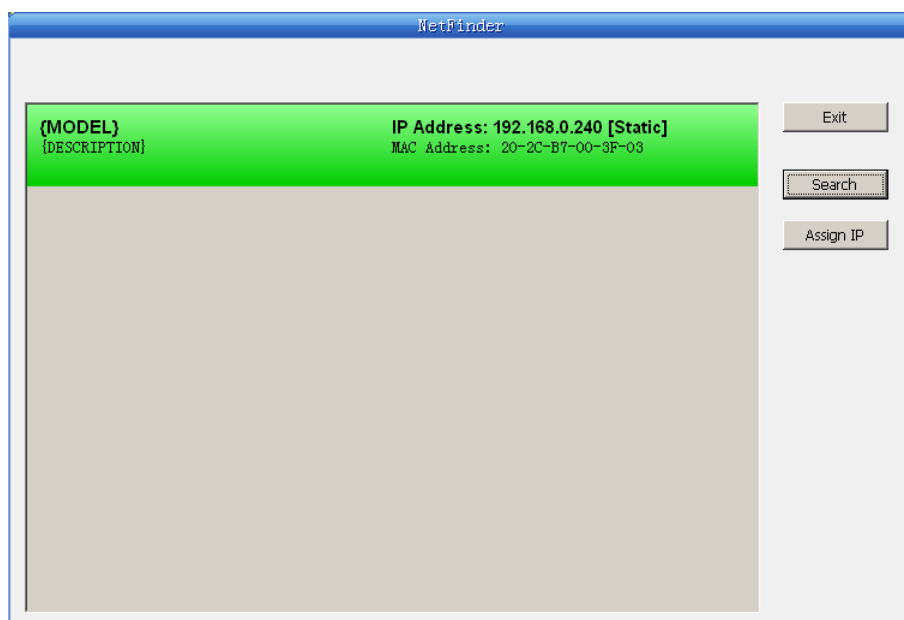 NetFinder
{MODEL}
{DESCRIPTION}
IP Address: 192.168.0.240 [Static]
MAC Address: 20-2C-B7-00-3F-03
Exit
Search
Assign IP